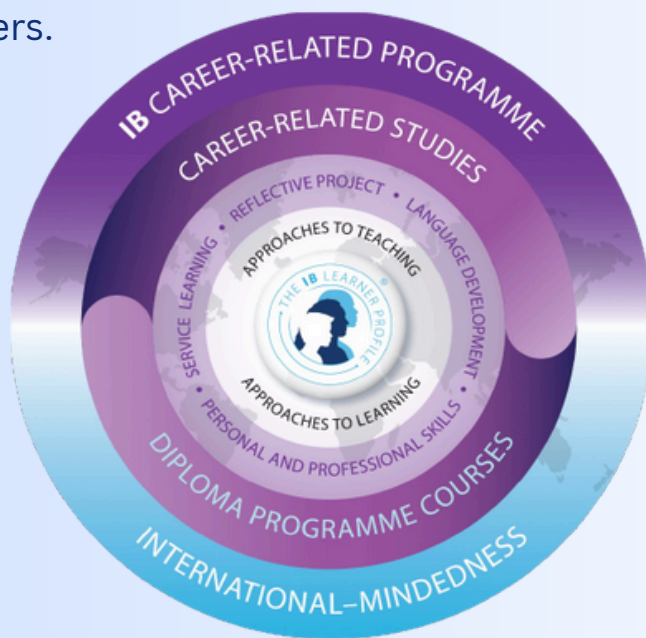 ers.
IB CAREER-RELATED PROGRAMME
CAREER-RELATED STUDIES
SERVICE LEARNING • REFLECTIVE PROJECT • LANGUAGE DEVELOPMENT • PERSONAL AND PROFESSIONAL SKILLS •
APPROACHES TO TEACHING
THE IB LEARNER PROFILE ®
APPROACHES TO LEARNING
DIPLOMA PROGRAMME COURSES
INTERNATIONAL–MINDEDNESS